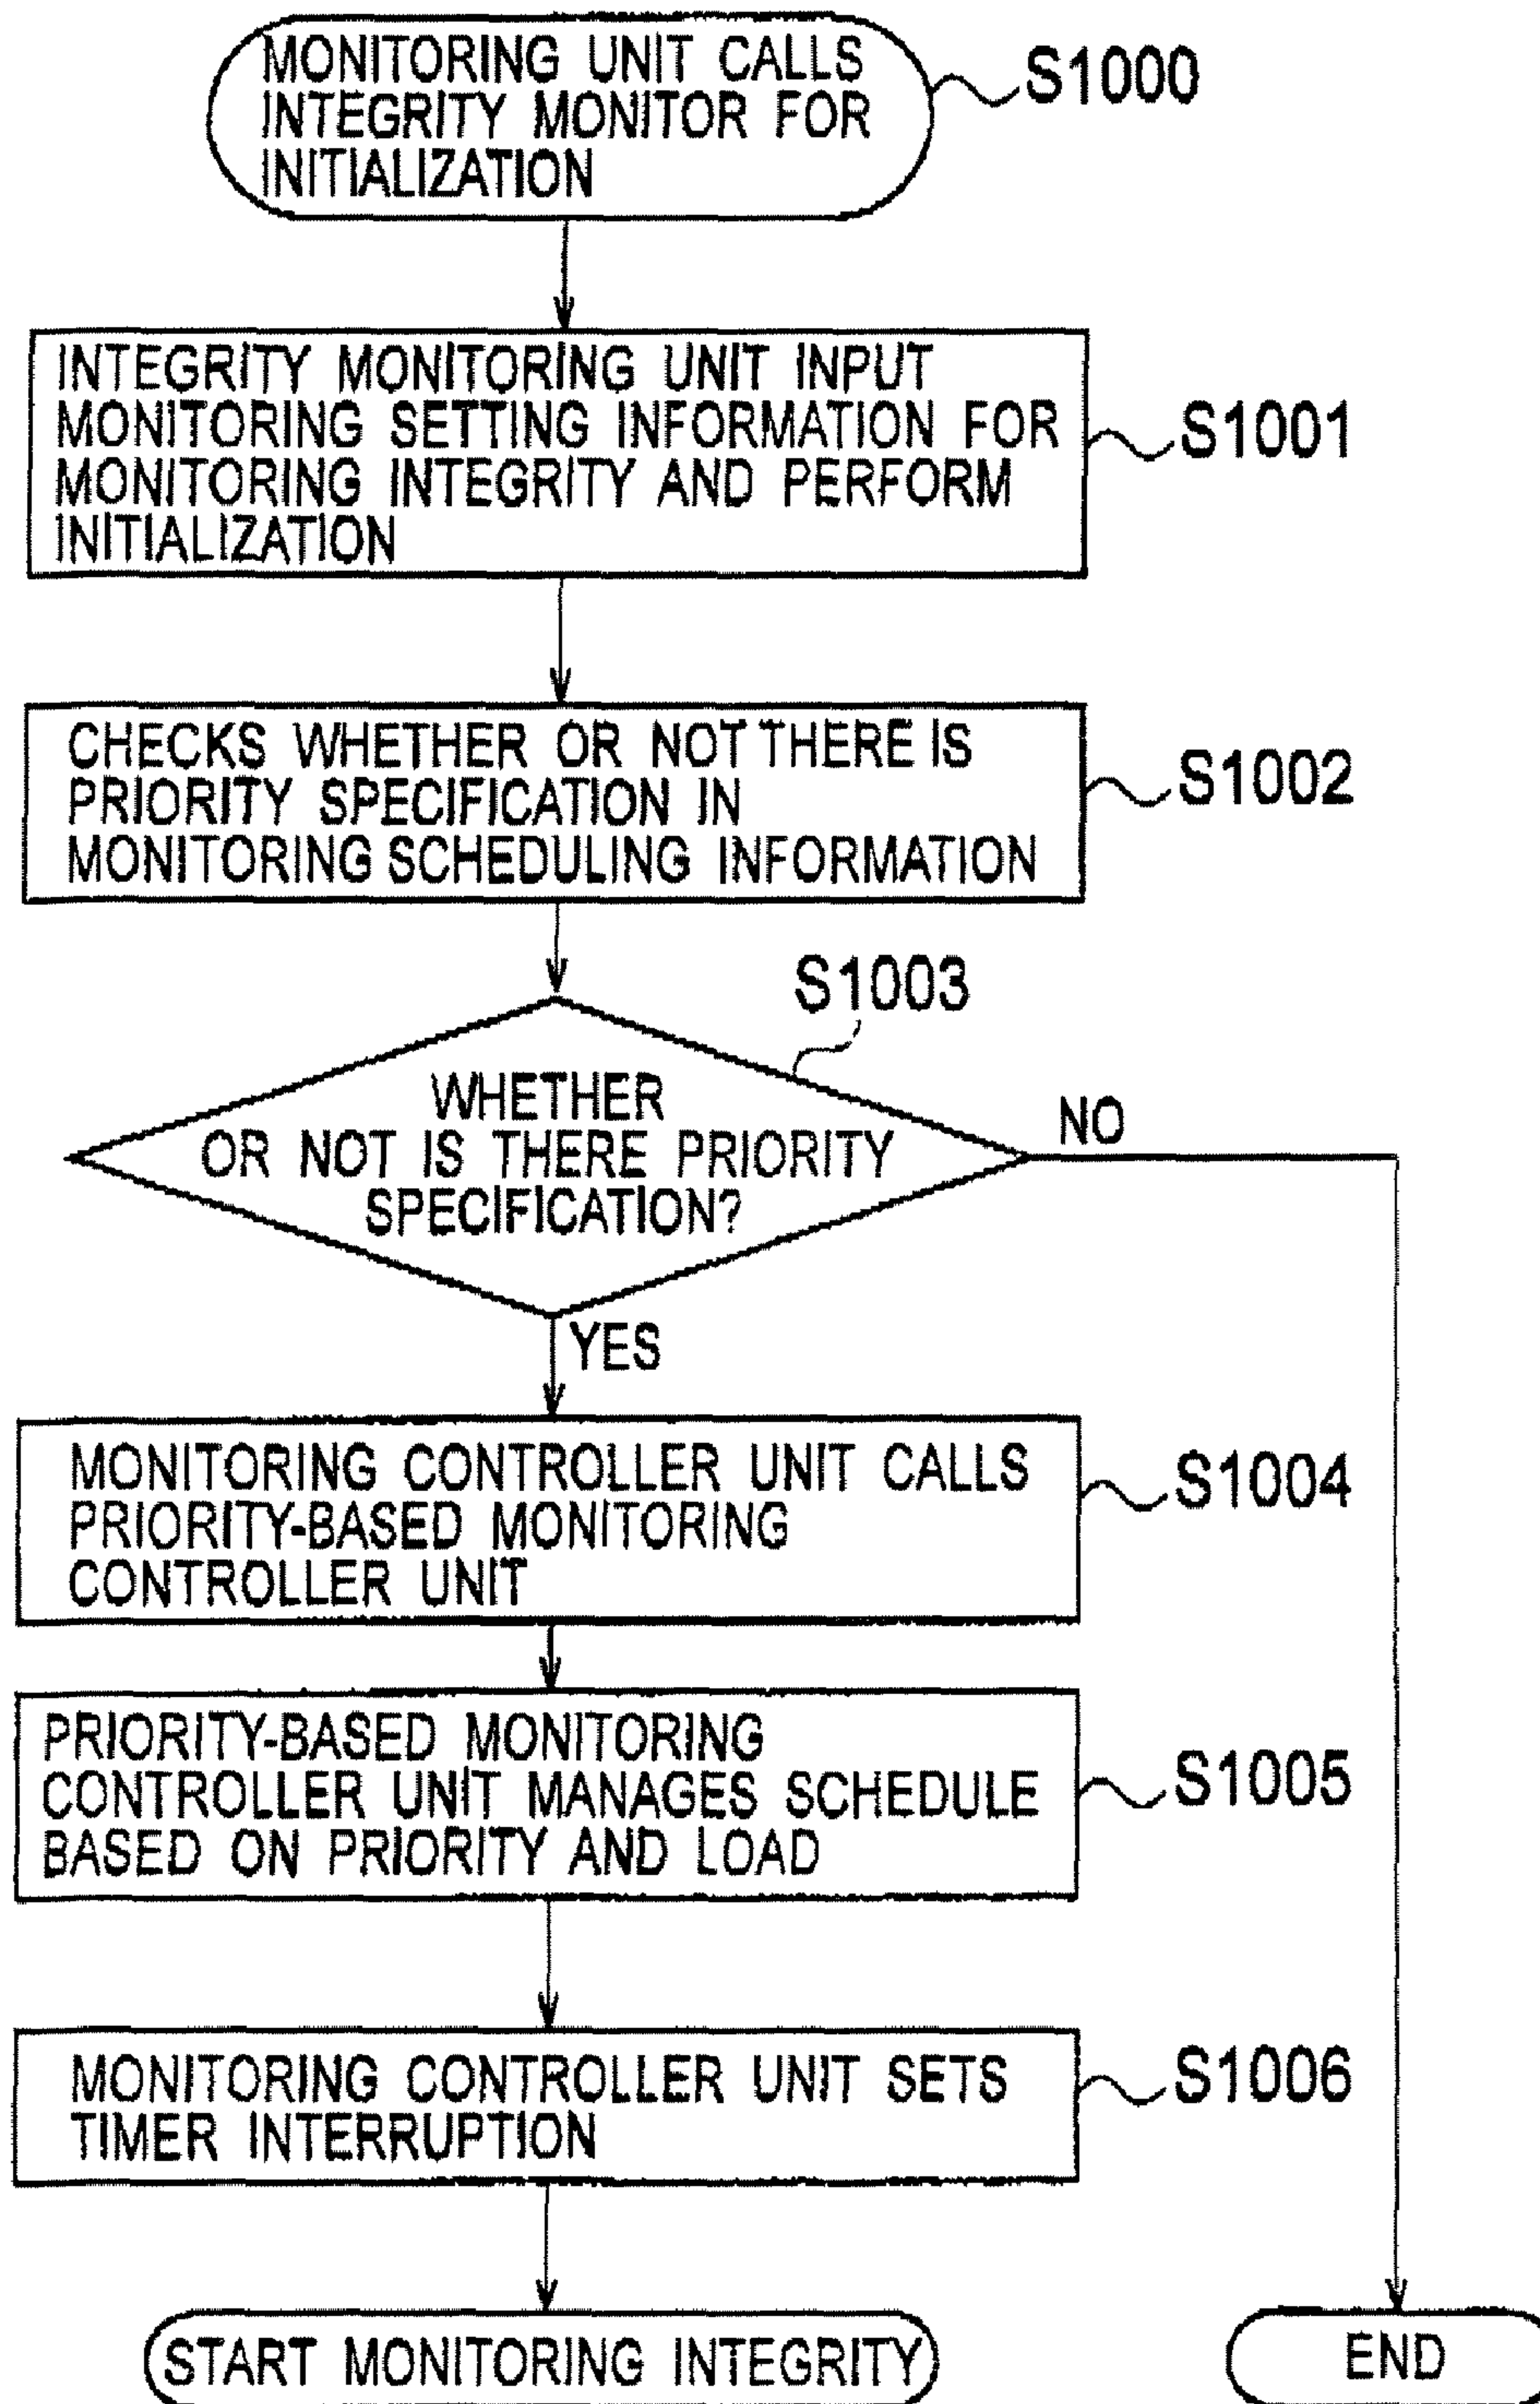 MONITORING UNIT CALLS
INTEGRITY MONITOR FOR
INITIALIZATION
S1000
INTEGRITY MONITORING UNIT INPUT
MONITORING SETTING INFORMATION FOR
MONITORING INTEGRITY AND PERFORM
INITIALIZATION
S1001
CHECKS WHETHER OR NOT THERE IS
PRIORITY SPECIFICATION IN
MONITORING SCHEDULING INFORMATION
S1002
S1003
WHETHER
OR NOT IS THERE PRIORITY
SPECIFICATION?
NO
YES
MONITORING CONTROLLER UNIT CALLS
PRIORITY-BASED MONITORING
CONTROLLER UNIT
S1004
PRIORITY-BASED MONITORING
CONTROLLER UNIT MANAGES SCHEDULE
BASED ON PRIORITY AND LOAD
S1005
MONITORING CONTROLLER UNIT SETS
TIMER INTERRUPTION
S1006
START MONITORING INTEGRITY
END